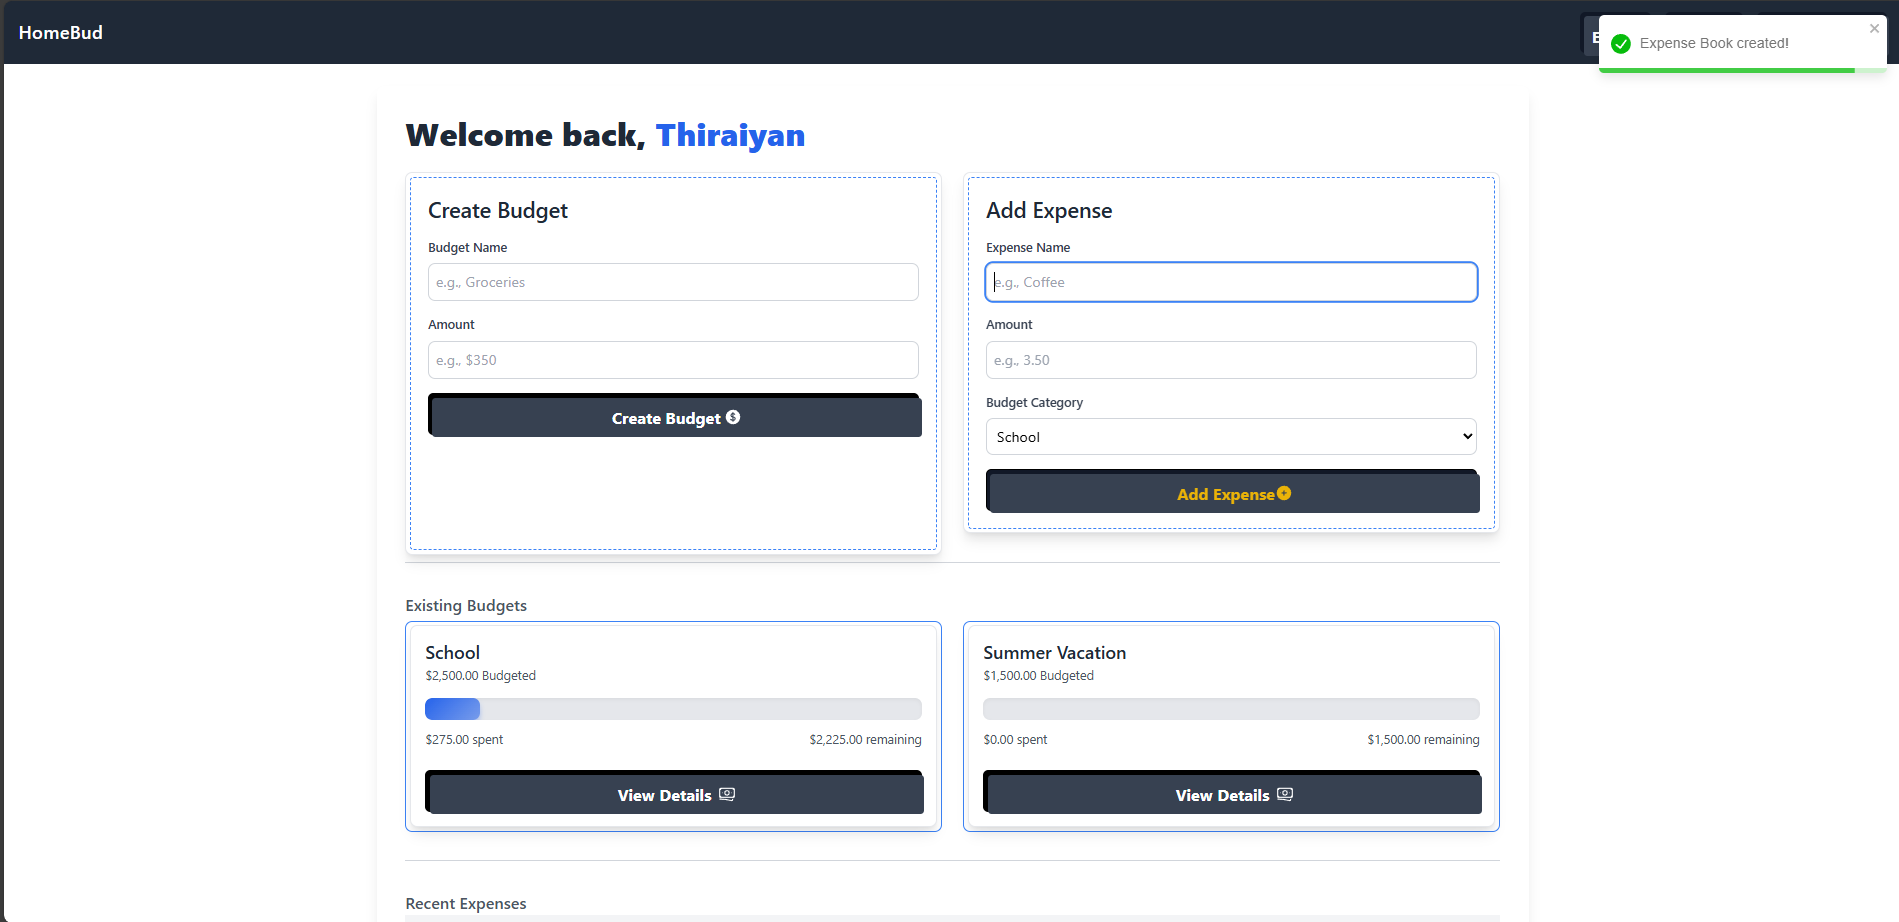 HomeBud
E
Expense Book created!
Welcome back, Thiraiyan
Create Budget
Budget Name
e.g., Groceries
Amount
e.g., $350
Create Budget
Add Expense
Expense Name
e.g., Coffee
Amount
e.g., 3.50
Budget Category
School
Add Expense
Existing Budgets
School
$2,500.00 Budgeted
$275.00 spent
$2,225.00 remaining
View Details
Summer Vacation
$1,500.00 Budgeted
$0.00 spent
$1,500.00 remaining
View Details
Recent Expenses